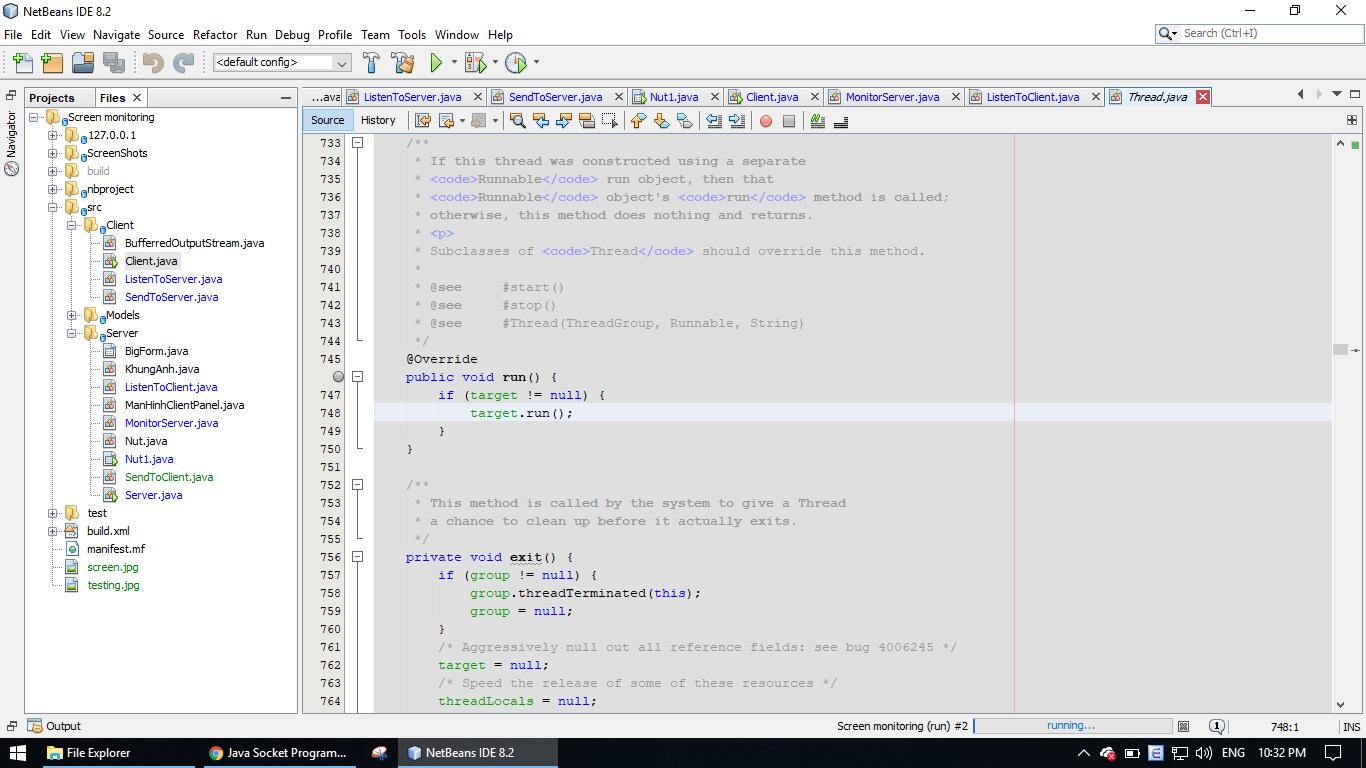 NetBeans IDE 8.2
File Edit View Navigate Source Refactor Run Debug Profile Team Tools Window Help
Search (Ctrl+I)
<default config>
Projects Files
...ava ListenToServer.java SendToServer.java Nut1.java Client.java MonitorServer.java ListenToClient.java Thread.java
Source History
Navigator
Screen monitoring
127.0.0.1
ScreenShots
build
nbproject
src
Client
BufferredOutputStream.java
Client.java
ListenToServer.java
SendToServer.java
Models
Server
BigForm.java
KhungAnh.java
ListenToClient.java
ManHinhClientPanel.java
MonitorServer.java
Nut.java
Nut1.java
SendToClient.java
Server.java
test
build.xml
manifest.mf
screen.jpg
testing.jpg
733 /**
734 * If this thread was constructed using a separate
735 * <code>Runnable</code> run object, then that
736 * <code>Runnable</code> object's <code>run</code> method is called;
737 * otherwise, this method does nothing and returns.
738 * <p>
739 * Subclasses of <code>Thread</code> should override this method.
740 *
741 * @see #start()
742 * @see #stop()
743 * @see #Thread(ThreadGroup, Runnable, String)
744 */
745 @Override
public void run() {
747 if (target != null) {
748 target.run();
749 }
750 }
751
752 /**
753 * This method is called by the system to give a Thread
754 * a chance to clean up before it actually exits.
755 */
756 private void exit() {
757 if (group != null) {
758 group.threadTerminated(this);
759 group = null;
760 }
761 /* Aggressively null out all reference fields: see bug 4006245 */
762 target = null;
763 /* Speed the release of some of these resources */
764 threadLocals = null;
Output
Screen monitoring (run) #2 running... 1 748:1 INS
File Explorer Java Socket Program... NetBeans IDE 8.2 ENG 10:32 PM